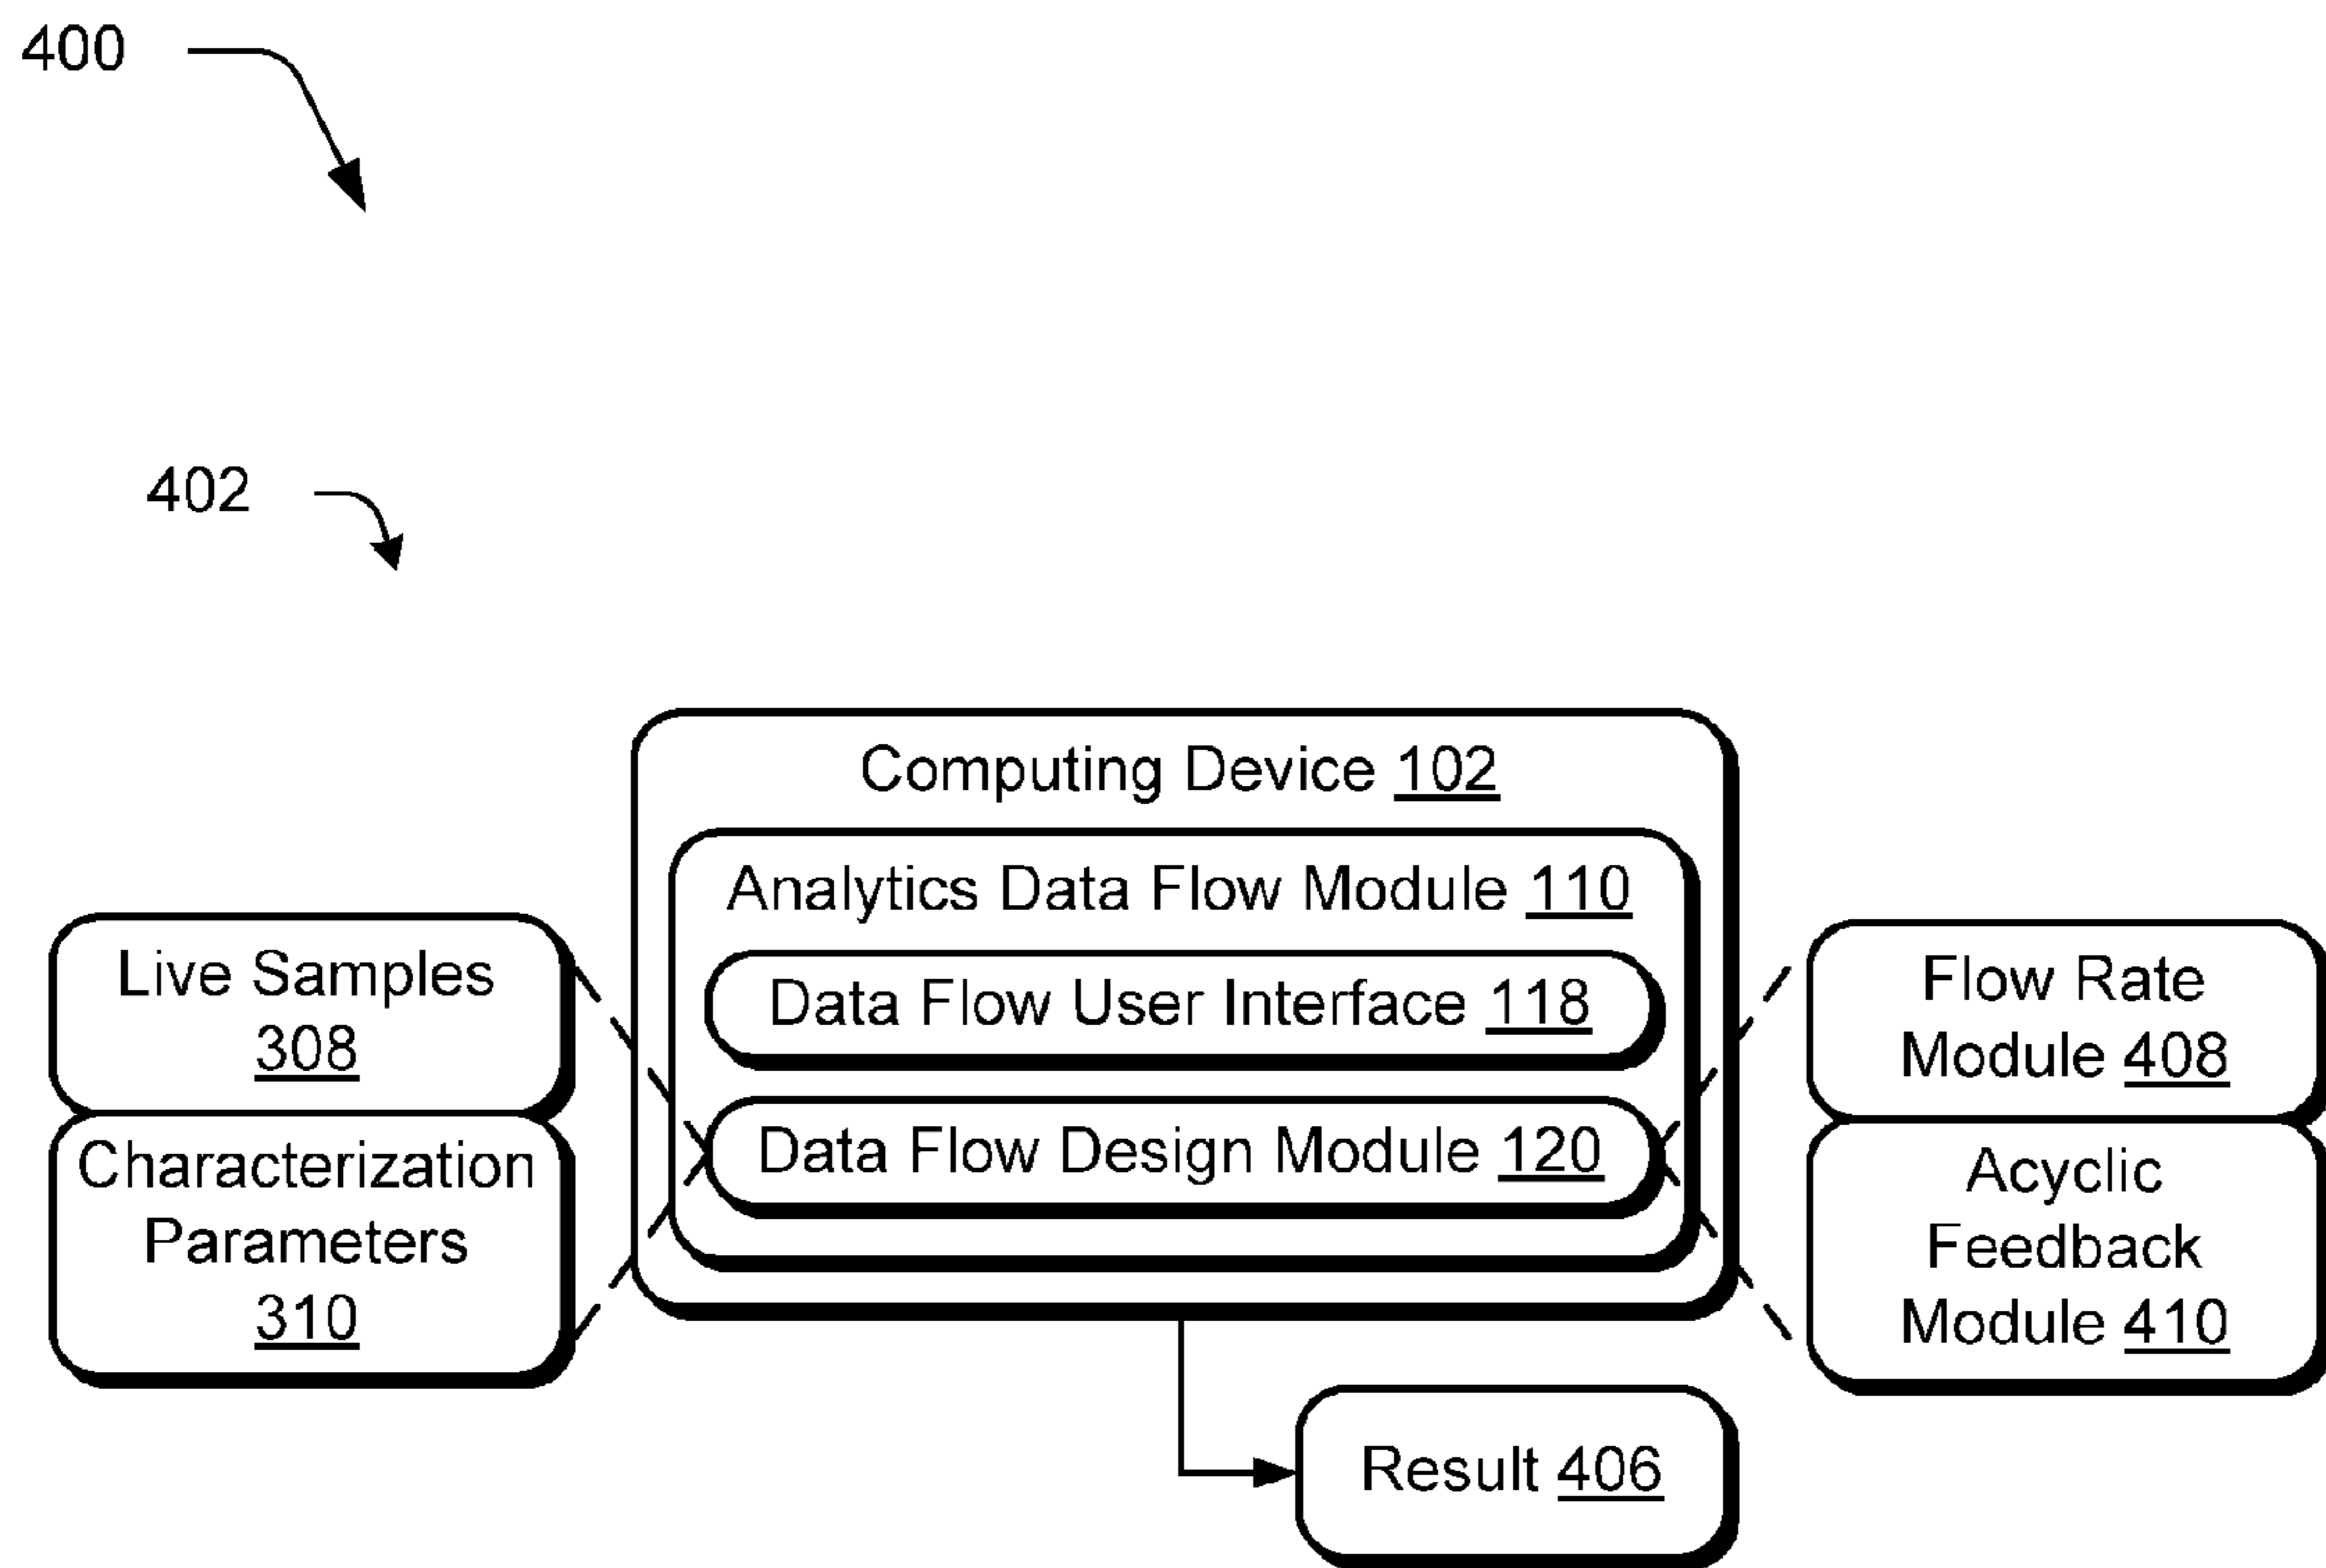 400
402
Computing Device 102
Analytics Data Flow Module 110
Data Flow User Interface 118
Data Flow Design Module 120
Live Samples
308
Characterization
Parameters
310
Flow Rate
Module 408
Acyclic
Feedback
Module 410
Result 406